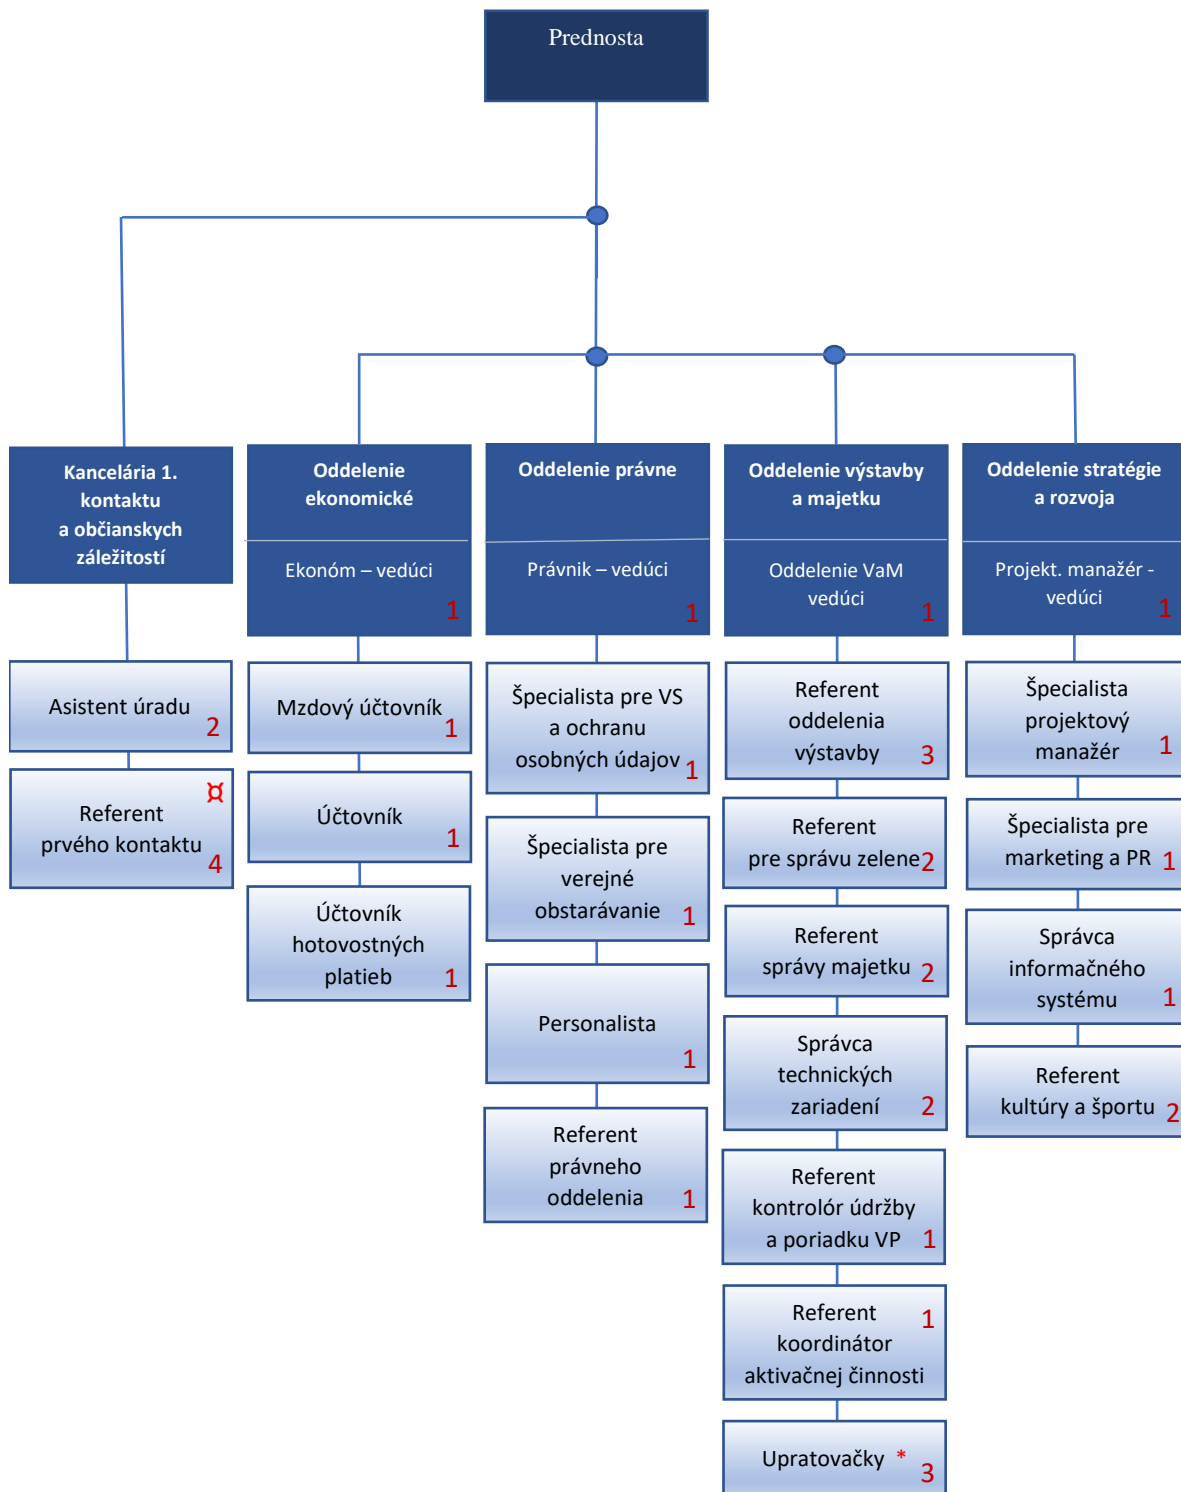 Prednosta
Kancelária 1.
kontaktu
a občianskych
záležitostí
Asistent úradu
2
¤
Referent
prvého kontaktu
4
Oddelenie
ekonomické
Ekonóm – vedúci
1
Mzdový účtovník
1
Účtovník
1
Účtovník
hotovostných
platieb
1
Oddelenie právne
Právnik – vedúci
1
Špecialista pre VS
a ochranu
osobných údajov
1
Špecialista pre
verejné
obstarávanie
1
Personalista
1
Referent
právneho
oddelenia
1
Oddelenie výstavby
a majetku
Oddelenie VaM
vedúci
1
Referent
oddelenia
výstavby
3
Referent
pre správu zelene
2
Referent
správy majetku
2
Správca
technických
zariadení
2
Referent
kontrolór údržby
a poriadku VP
1
Referent
1
koordinátor
aktivačnej činnosti
Upratovačky *
3
Oddelenie stratégie
a rozvoja
Projekt. manažér -
vedúci
1
Špecialista
projektový
manažér
1
Špecialista pre
marketing a PR
1
Správca
informačného
systému
1
Referent
kultúry a športu
2